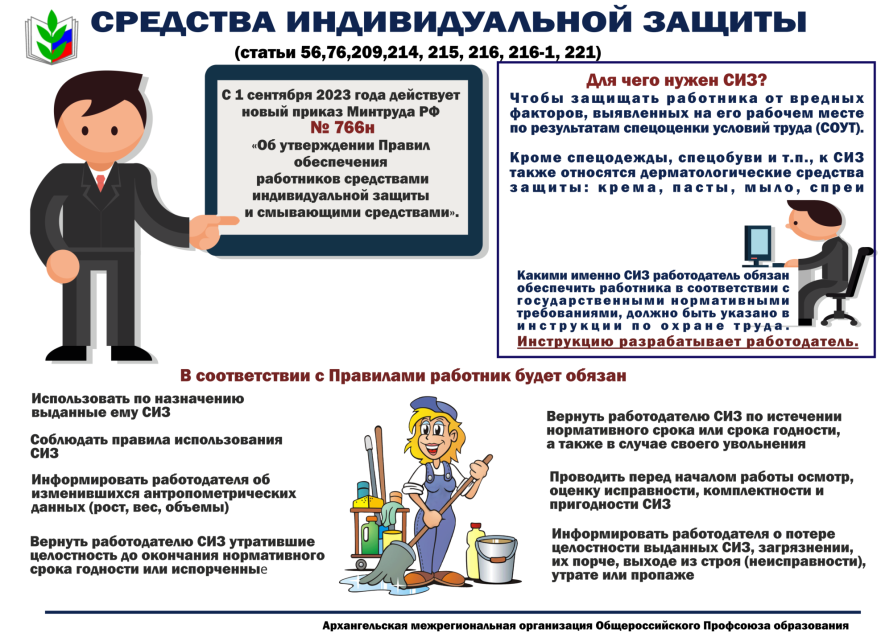 СРЕДСТВА ИНДИВИДУАЛЬНОЙ ЗАЩИТЫ
(статьи 56,76,209,214, 215, 216, 216-1, 221)
С 1 сентября 2023 года действует
новый приказ Минтруда РФ
№ 766н
«Об утверждении Правил
обеспечения
работников средствами
индивидуальной защиты
и смывающими средствами».
Для чего нужен СИЗ?
Чтобы защищать работника от вредных
факторов, выявленных на его рабочем месте
по результатам спецоценки условий труда (СОУТ).
Кроме спецодежды, спецобуви и т.п., к СИЗ
также относятся дерматологические средства
защиты: крема, пасты, мыло, спреи
Какими именно СИЗ работодатель обязан
обеспечить работника в соответствии с
государственными нормативными
требованиями, должно быть указано в
инструкции по охране труда.
Инструкцию разрабатывает работодатель.
В соответствии с Правилами работник будет обязан
Использовать по назначению
выданные ему СИЗ
Соблюдать правила использования
СИЗ
Информировать работодателя об
изменившихся антропометрических
данных (рост, вес, объемы)
Вернуть работодателю СИЗ утратившие
целостность до окончания нормативного
срока годности или испорченные
Вернуть работодателю СИЗ по истечении
нормативного срока или срока годности,
а также в случае своего увольнения
Проводить перед началом работы осмотр,
оценку исправности, комплектности и
пригодности СИЗ
Информировать работодателя о потере
целостности выданных СИЗ, загрязнении,
их порче, выходе из строя (неисправности),
утрате или пропаже
Архангельская межрегиональная организация Общероссийского Профсоюза образования